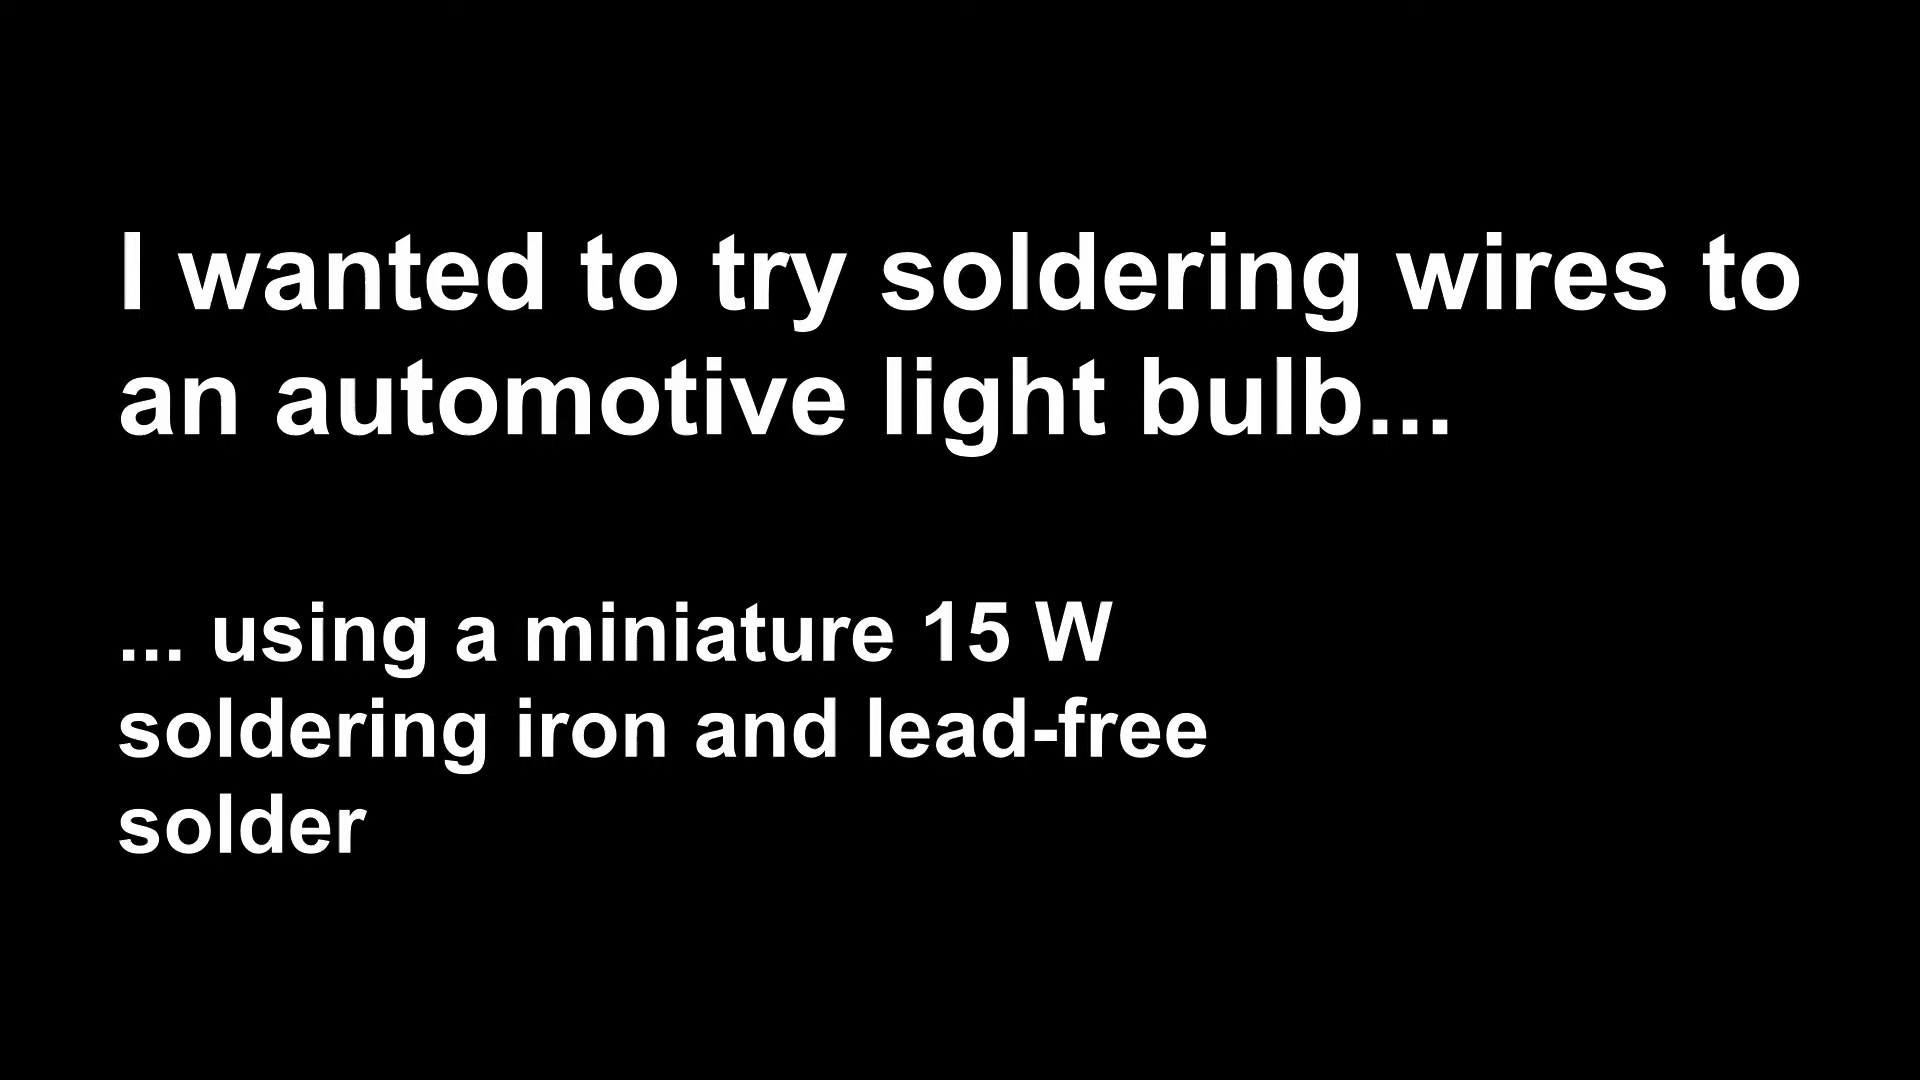 I wanted to try soldering wires to
an automotive light bulb...
... using a miniature 15 W
soldering iron and lead-free
solder